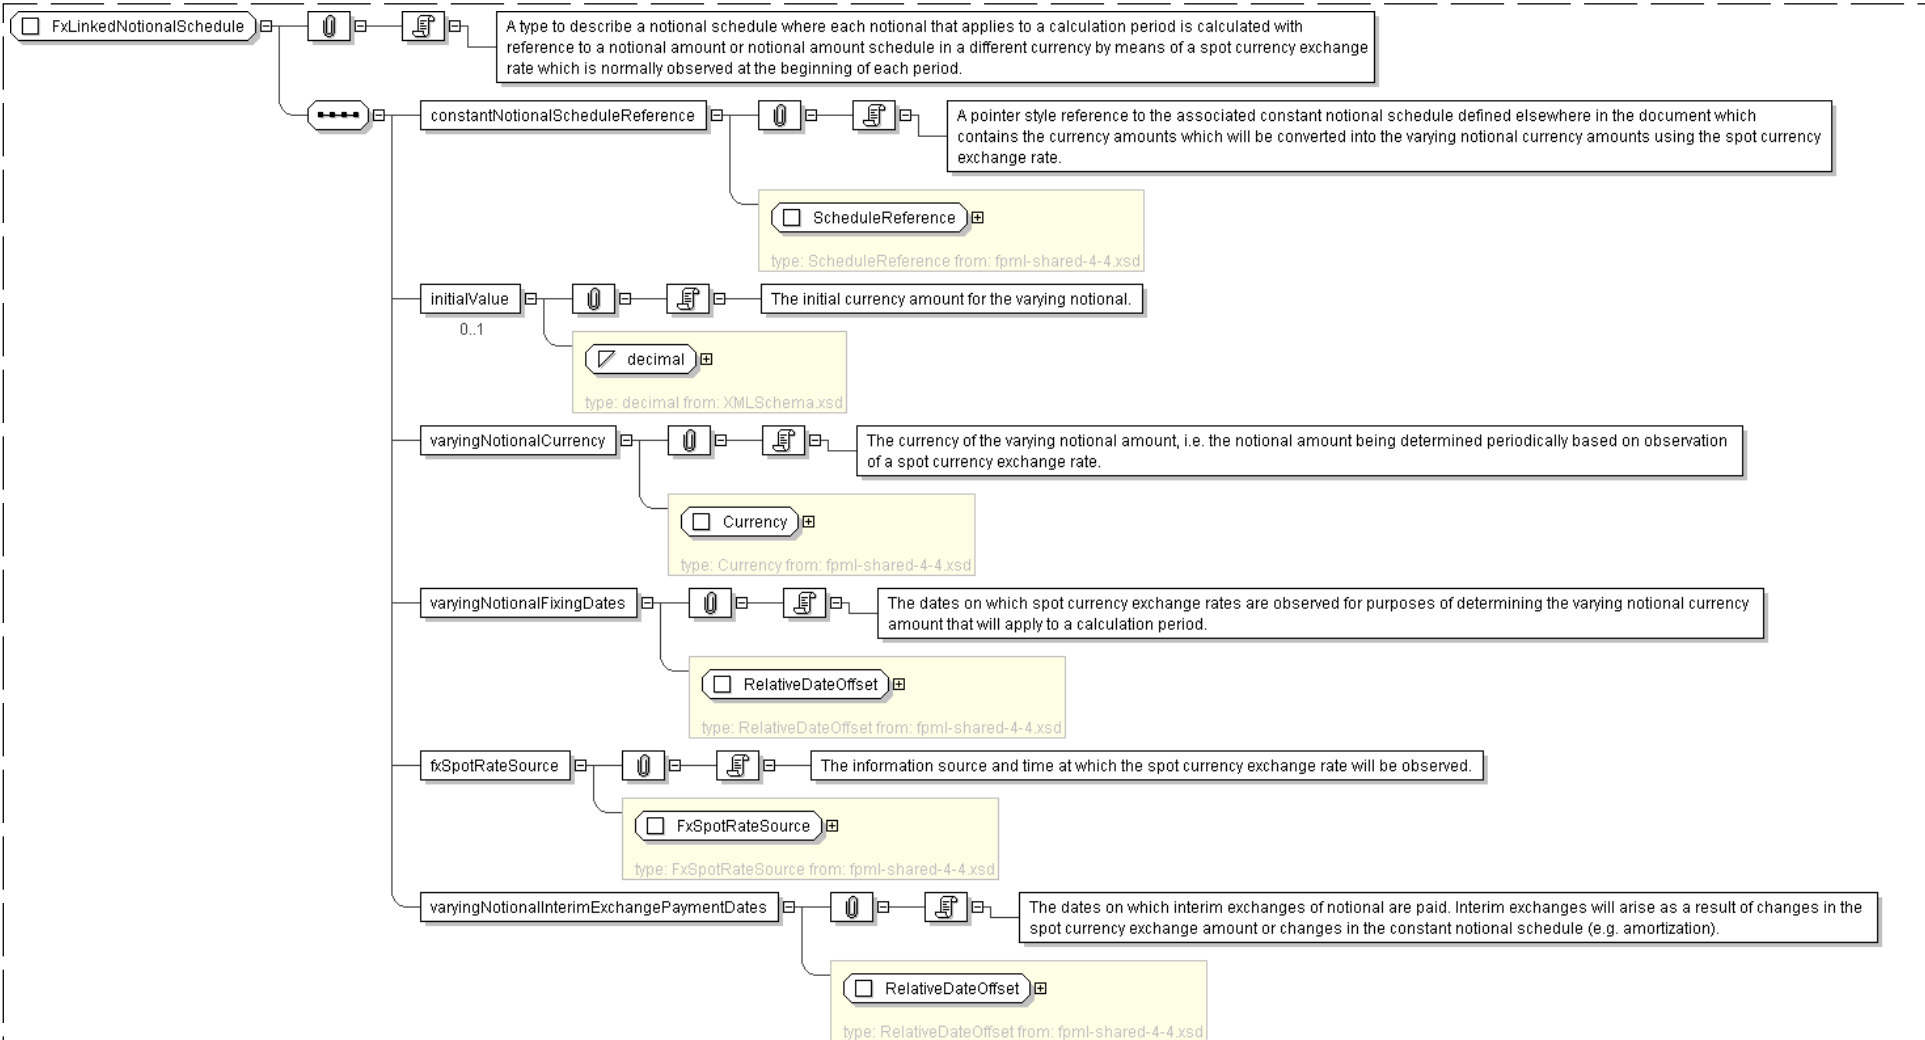 FxLinkedNotionalSchedule
A type to describe a notional schedule where each notional that applies to a calculation period is calculated with
reference to a notional amount or notional amount schedule in a different currency by means of a spot currency exchange
rate which is normally observed at the beginning of each period.
constantNotionalScheduleReference
A pointer style reference to the associated constant notional schedule defined elsewhere in the document which
contains the currency amounts which will be converted into the varying notional currency amounts using the spot currency
exchange rate.
ScheduleReference
type: ScheduleReference from: fpml-shared-4-4.xsd
initialValue
The initial currency amount for the varying notional.
0..1
decimal
type: decimal from: XMLSchema.xsd
varyingNotionalCurrency
The currency of the varying notional amount, i.e. the notional amount being determined periodically based on observation
of a spot currency exchange rate.
Currency
type: Currency from: fpml-shared-4-4.xsd
varyingNotionalFixingDates
The dates on which spot currency exchange rates are observed for purposes of determining the varying notional currency
amount that will apply to a calculation period.
RelativeDateOffset
type: RelativeDateOffset from: fpml-shared-4-4.xsd
fxSpotRateSource
The information source and time at which the spot currency exchange rate will be observed.
FxSpotRateSource
type: FxSpotRateSource from: fpml-shared-4-4.xsd
varyingNotionalInterimExchangePaymentDates
The dates on which interim exchanges of notional are paid. Interim exchanges will arise as a result of changes in the
spot currency exchange amount or changes in the constant notional schedule (e.g. amortization).
RelativeDateOffset
type: RelativeDateOffset from: fpml-shared-4-4.xsd